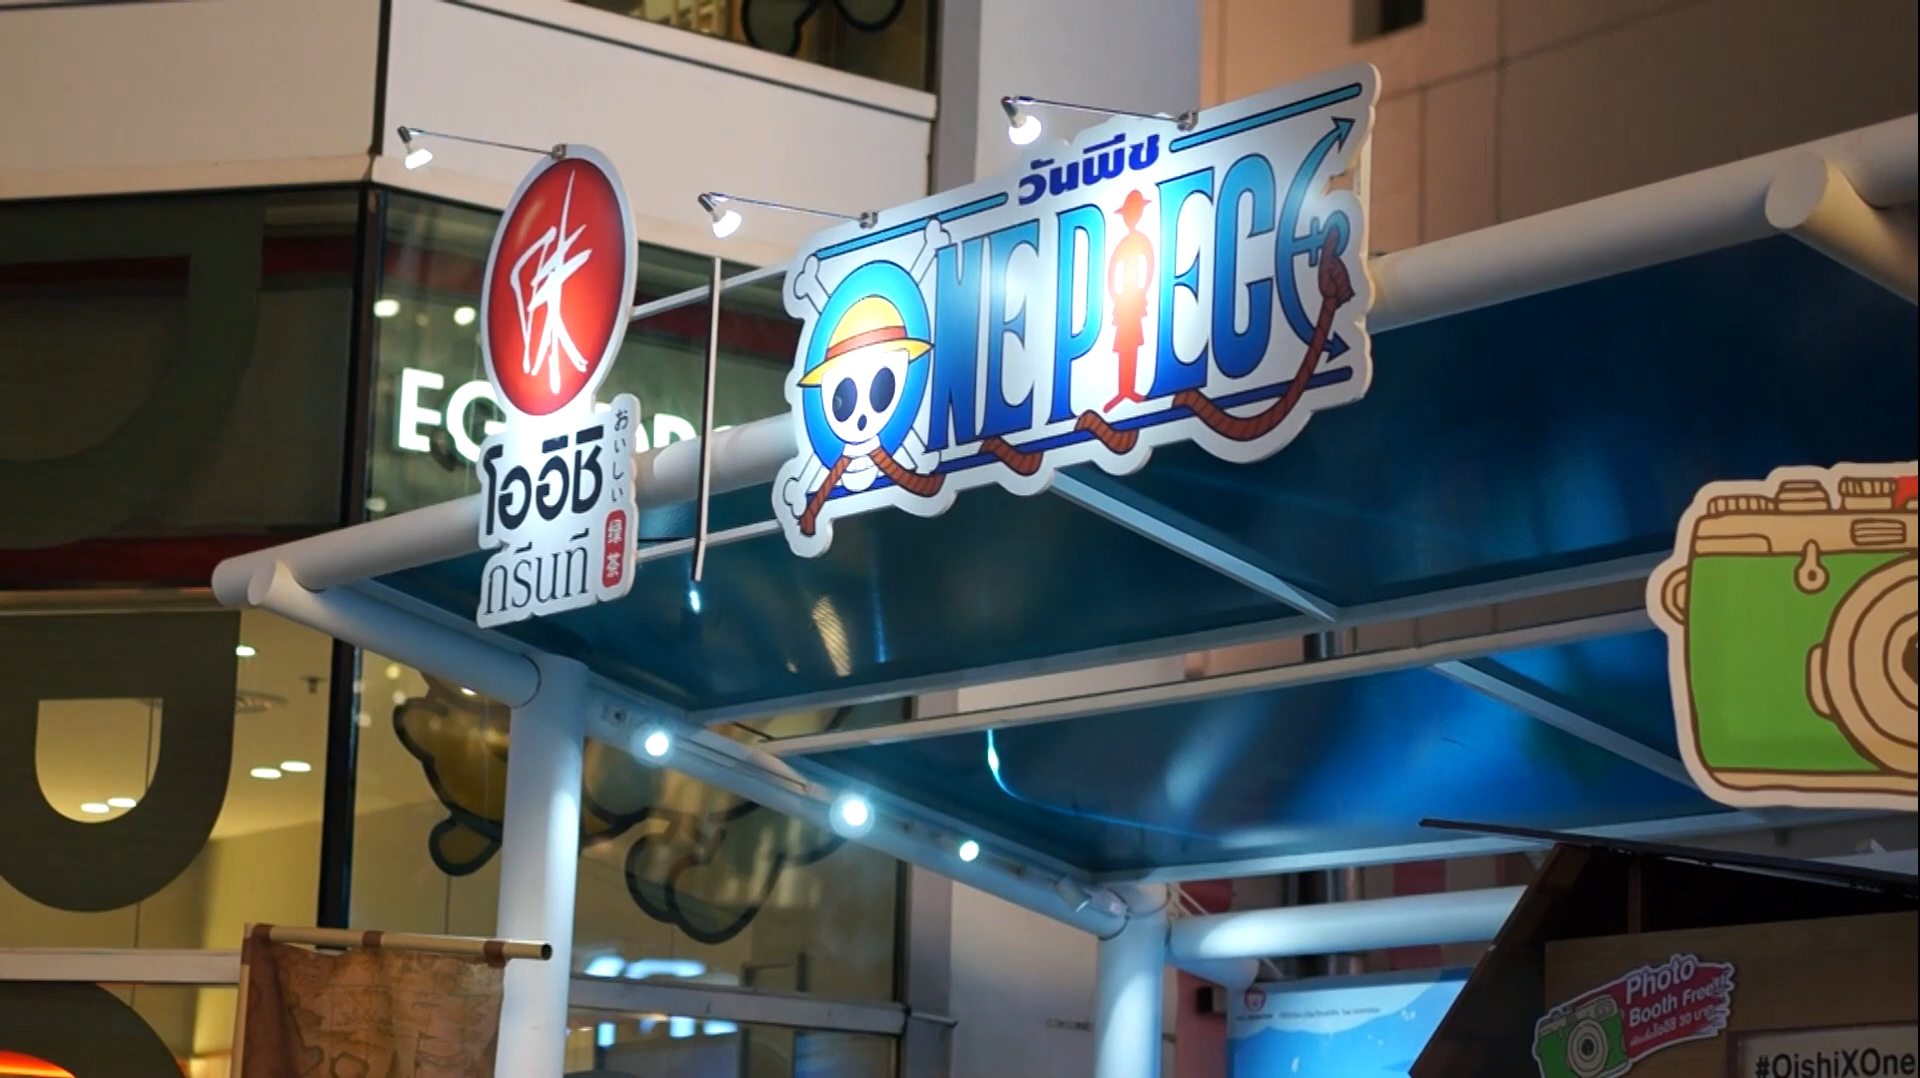 味
โออิชิ
กรีนที
おいしい
緑茶
วันพีซ
ONE PIECE
EG
Photo
Booth Free!!
#OishiXOne